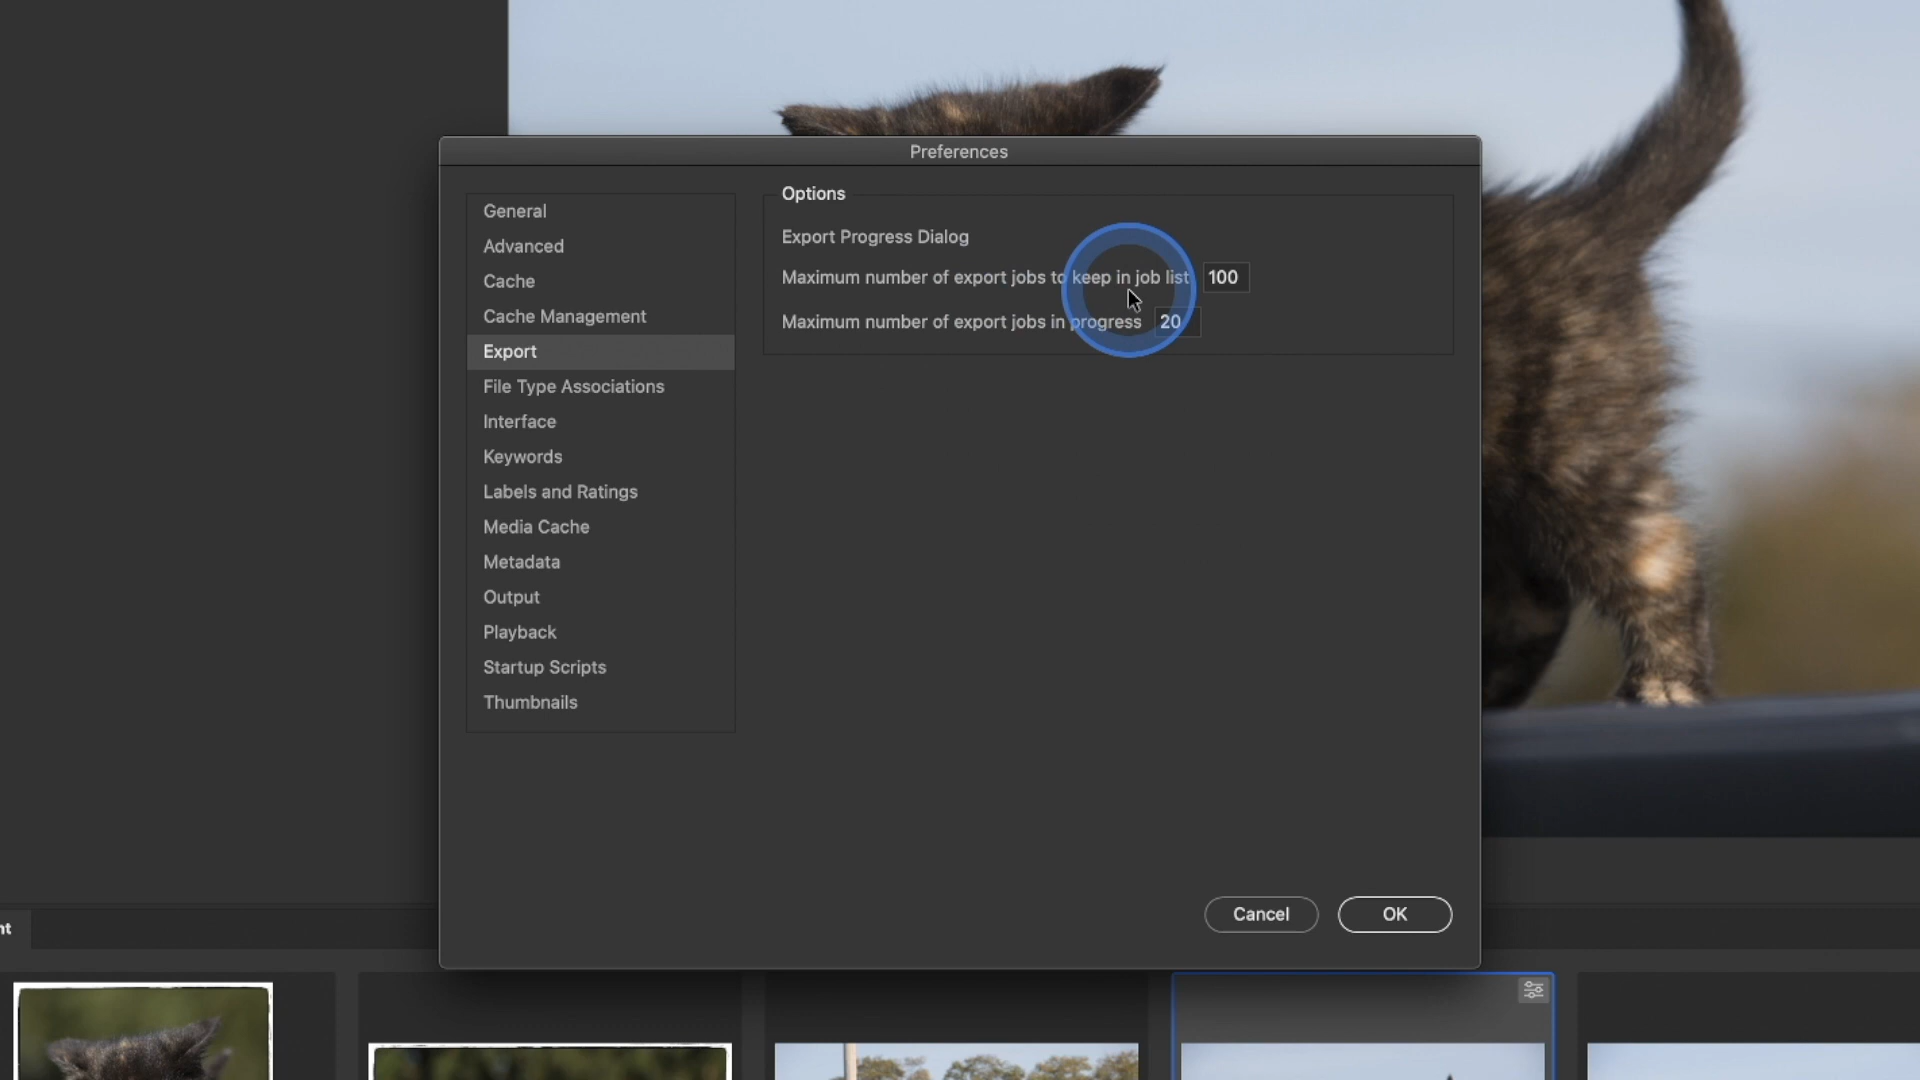 Preferences
General
Advanced
Cache
Cache Management
Export
File Type Associations
Interface
Keywords
Labels and Ratings
Media Cache
Metadata
Output
Playback
Startup Scripts
Thumbnails
Options
Export Progress Dialog
Maximum number of export jobs to keep in job list 100
Maximum number of export jobs in progress 20
Cancel
OK
nt